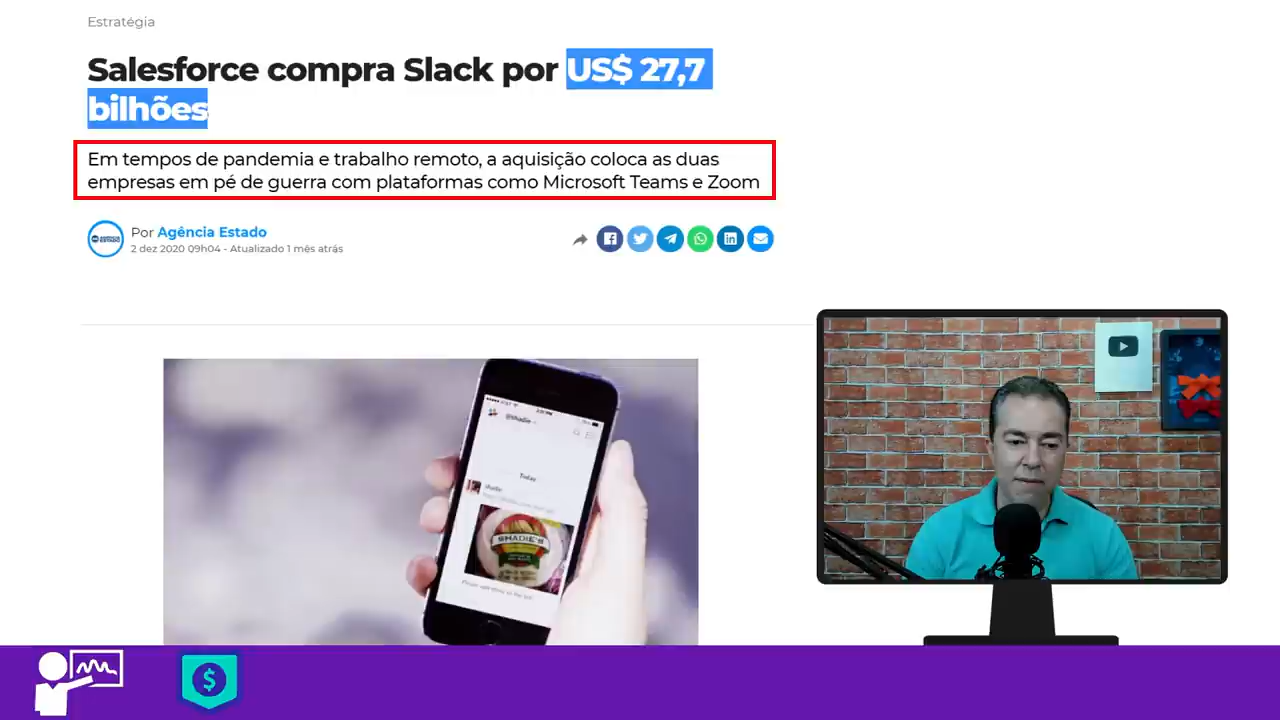 Estratégia
Salesforce compra Slack por US$ 27,7
bilhões
Em tempos de pandemia e trabalho remoto, a aquisição coloca as duas
empresas em pé de guerra com plataformas como Microsoft Teams e Zoom
Por Agência Estado
2 dez 2020 09h04 - Atualizado 1 mês atrás
@shadie
Today
shadie
SHADIE'S
$